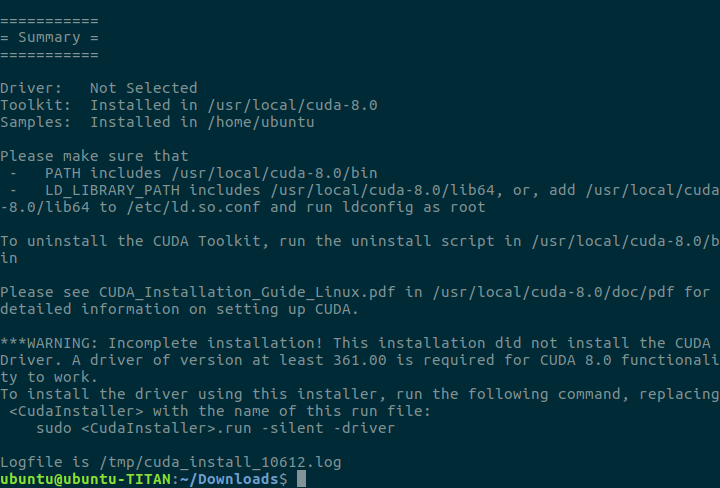 ===========
= Summary =
===========
Driver:   Not Selected
Toolkit:  Installed in /usr/local/cuda-8.0
Samples:  Installed in /home/ubuntu
Please make sure that
 -   PATH includes /usr/local/cuda-8.0/bin
 -   LD_LIBRARY_PATH includes /usr/local/cuda-8.0/lib64, or, add /usr/local/cuda
-8.0/lib64 to /etc/ld.so.conf and run ldconfig as root
To uninstall the CUDA Toolkit, run the uninstall script in /usr/local/cuda-8.0/b
in
Please see CUDA_Installation_Guide_Linux.pdf in /usr/local/cuda-8.0/doc/pdf for
detailed information on setting up CUDA.
***WARNING: Incomplete installation! This installation did not install the CUDA
Driver. A driver of version at least 361.00 is required for CUDA 8.0 functionali
ty to work.
To install the driver using this installer, run the following command, replacing
 <CudaInstaller> with the name of this run file:
    sudo <CudaInstaller>.run -silent -driver
Logfile is /tmp/cuda_install_10612.log
ubuntu@ubuntu-TITAN:~/Downloads$